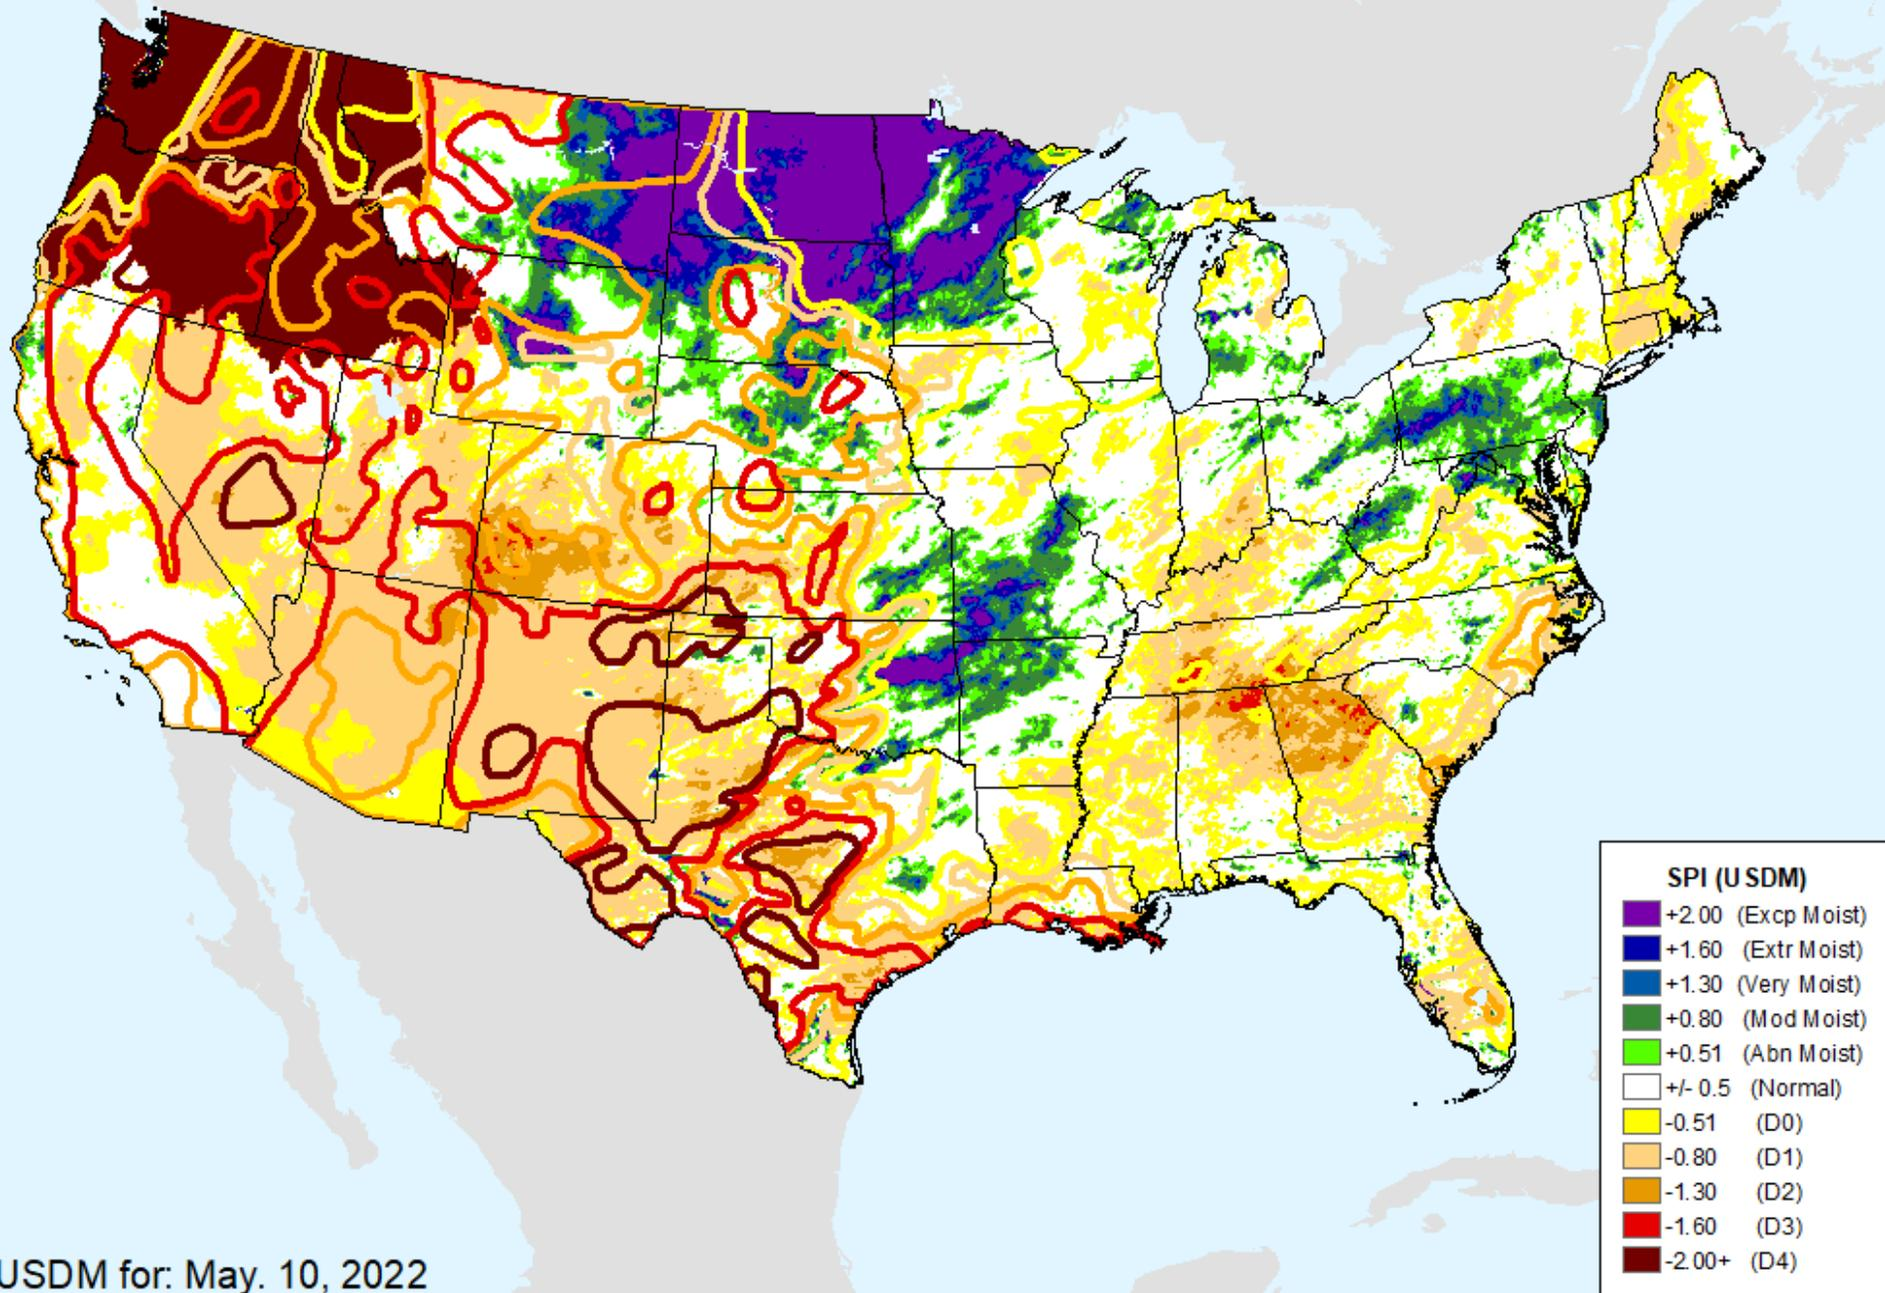 SPI (USDM)
+2.00 (Excp Moist)
+1.60 (Extr Moist)
+1.30 (Very Moist)
+0.80 (Mod Moist)
+0.51 (Abn Moist)
+/- 0.5 (Normal)
-0.51 (D0)
-0.80 (D1)
-1.30 (D2)
-1.60 (D3)
-2.00+ (D4)
USDM for: May. 10, 2022